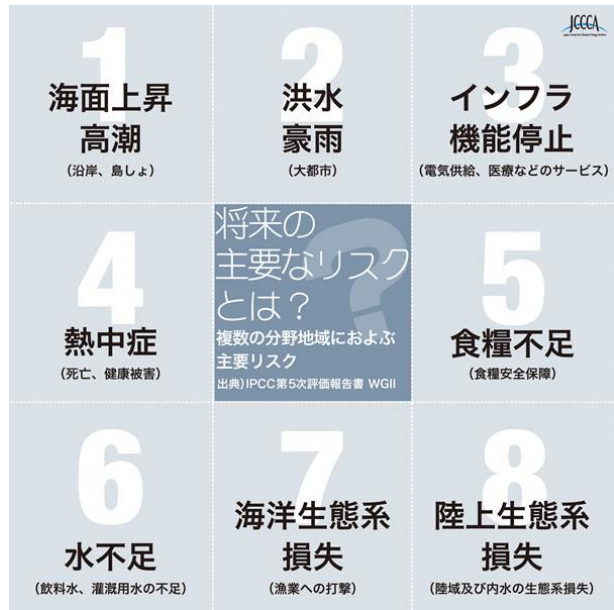 JCCCA
1
海面上昇
高潮
(沿岸、島しょ)
2
洪水
豪雨
(大都市)
3
インフラ
機能停止
(電気供給、医療などのサービス)
4
熱中症
(死亡、健康被害)
?
将来の
主要なリスク
とは？
複数の分野地域におよぶ
主要リスク
出典)IPCC第5次評価報告書 WGII
5
食糧不足
(食糧安全保障)
6
水不足
(飲料水、灌漑用水の不足)
7
海洋生態系
損失
(漁業への打撃)
8
陸上生態系
損失
(陸域及び内水の生態系損失)